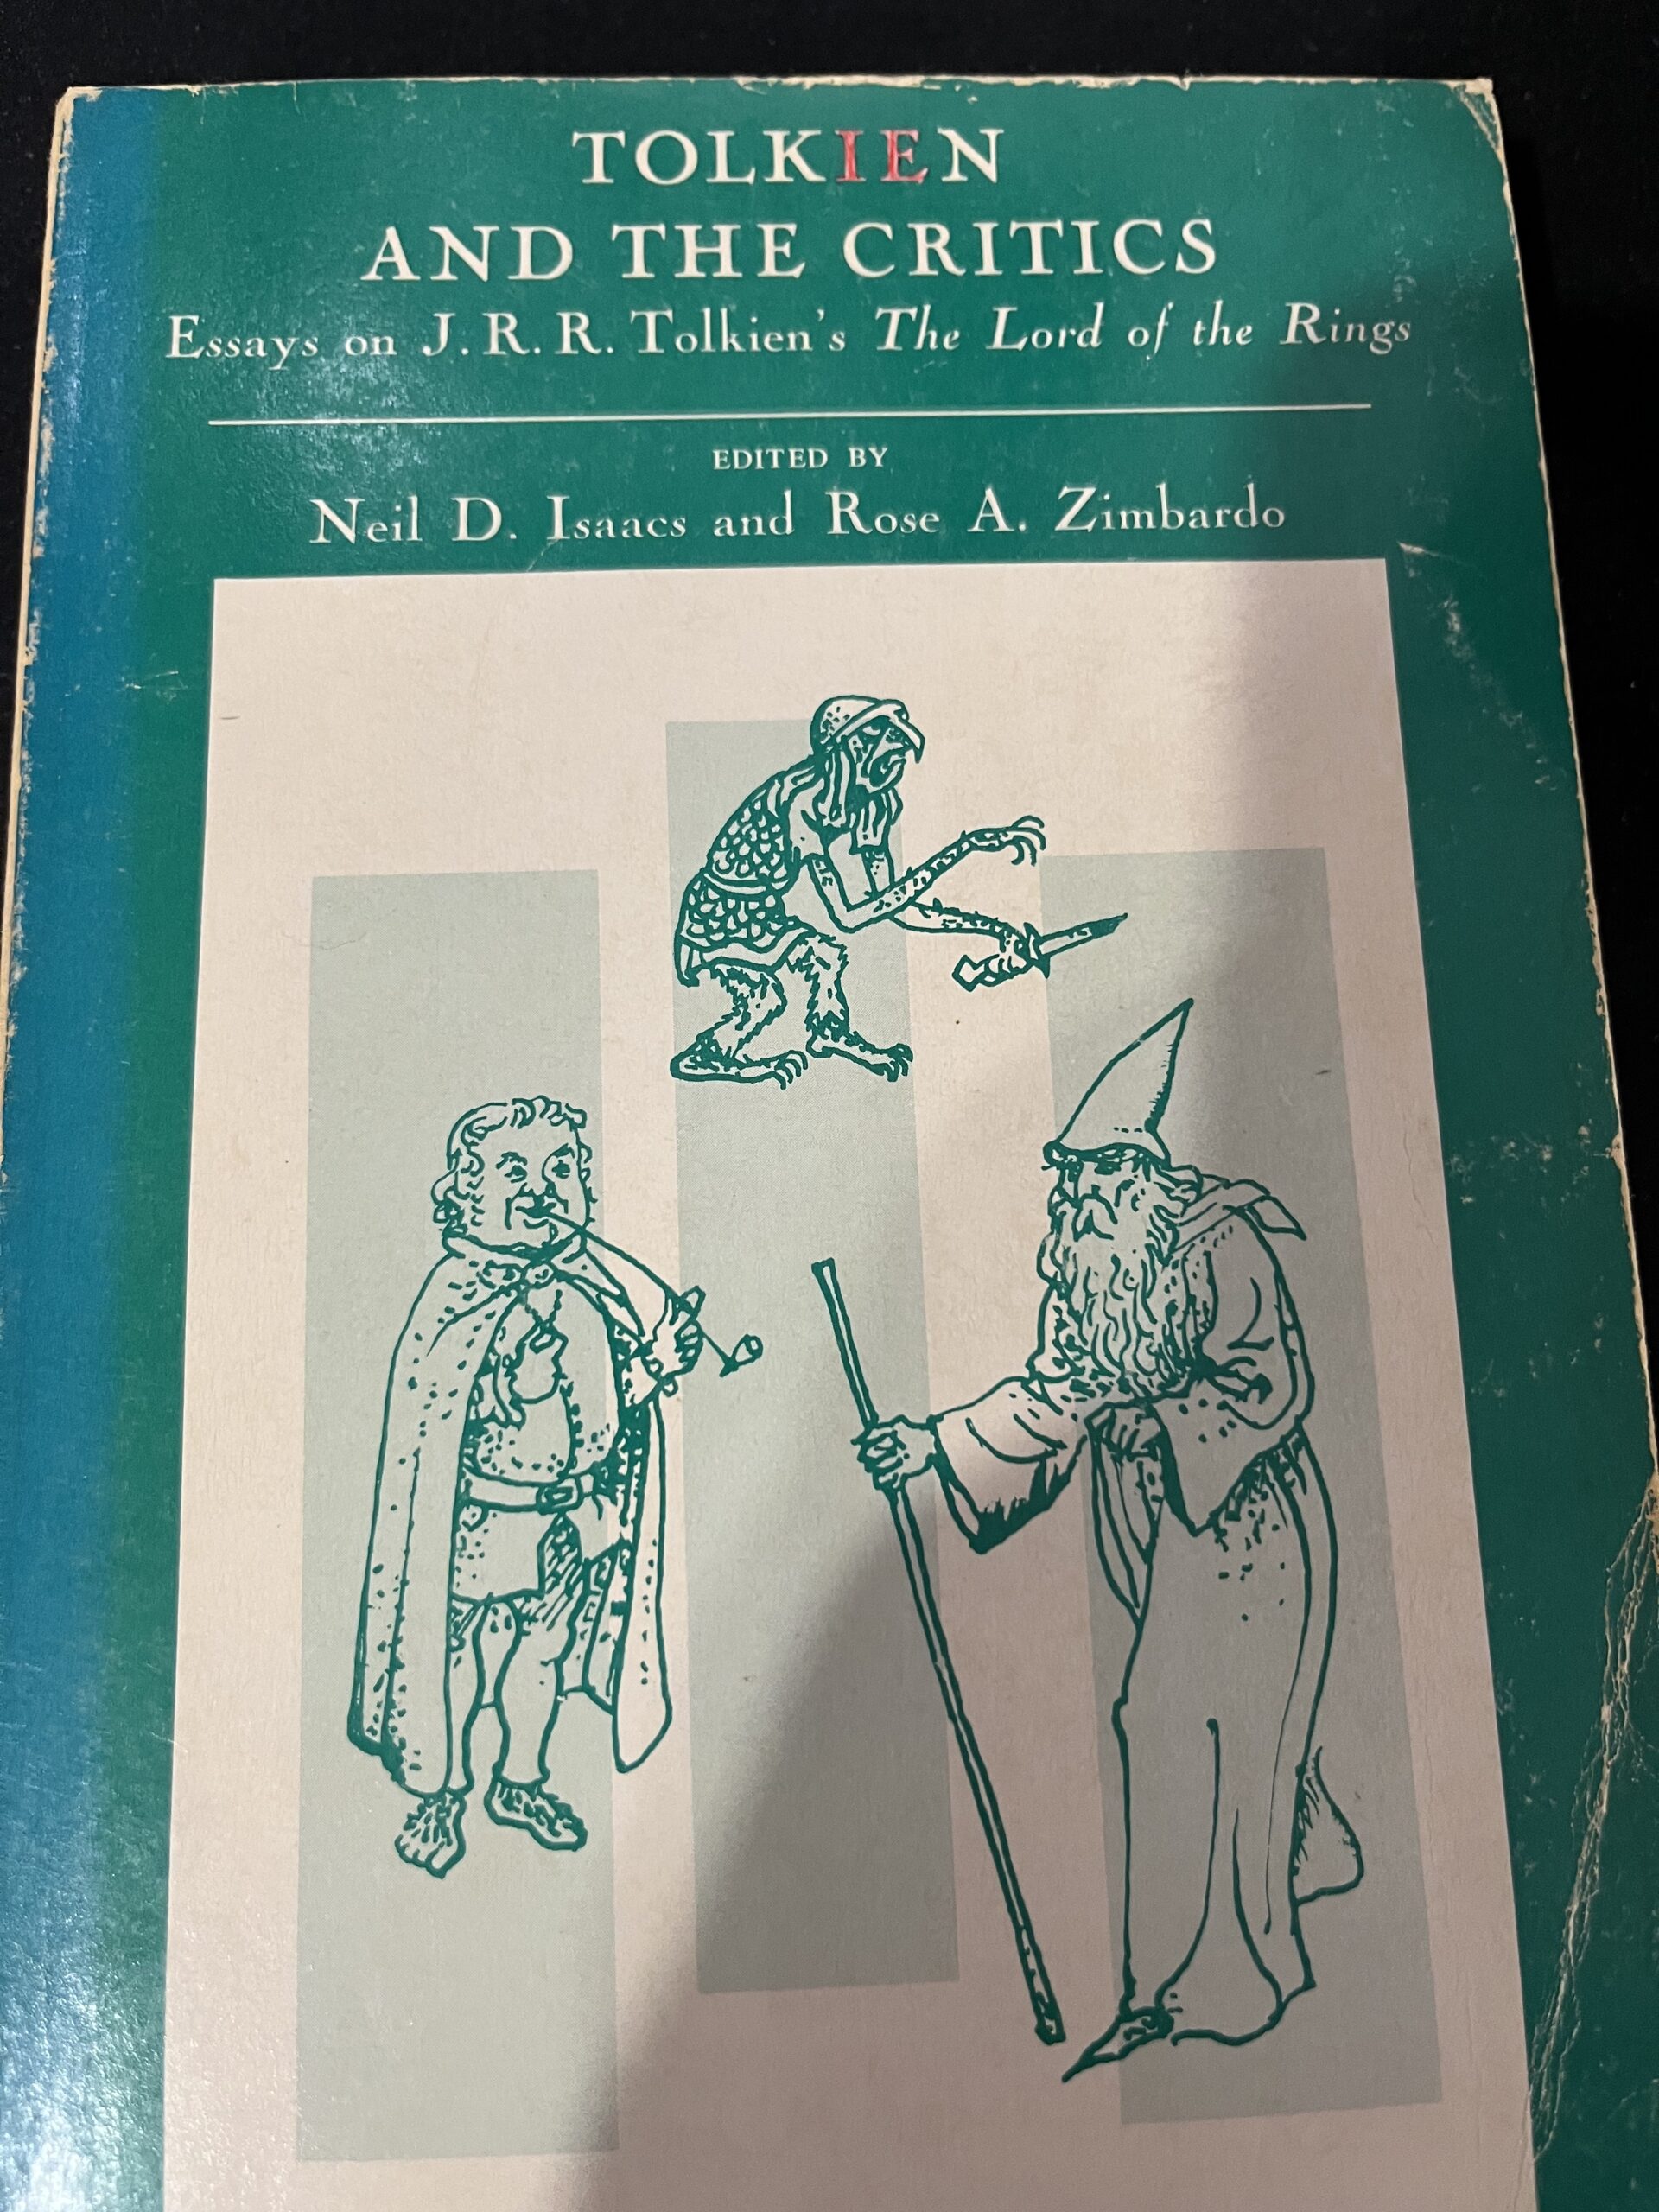 TOLKIEN
AND THE CRITICS
Essays on J. R. R. Tolkien's The Lord of the Rings
EDITED BY
Neil D. Isaacs and Rose A. Zimbardo